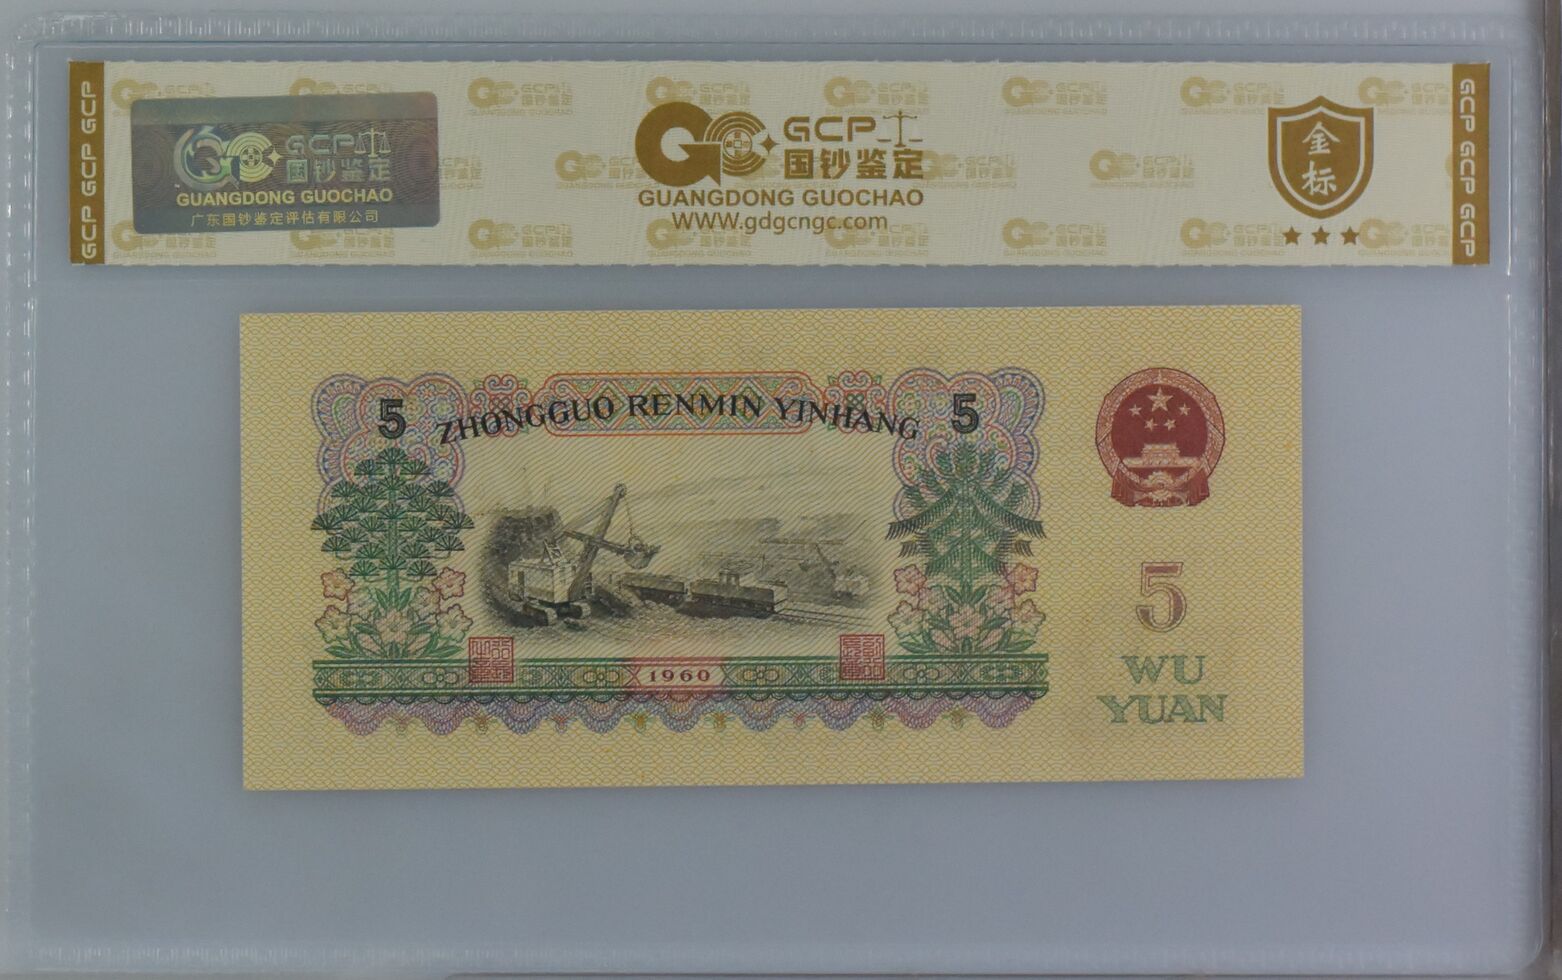 GCP GCP
GCP
国钞鉴定
GUANGDONG GUOCHAO
广东国钞鉴定评估有限公司
GCP
国钞鉴定
GUANGDONG GUOCHAO
WWW.gdgcngc.com
金标
GCP GCP
5 ZHONGGUO RENMIN YINHANG 5
1960
5
WU
YUAN